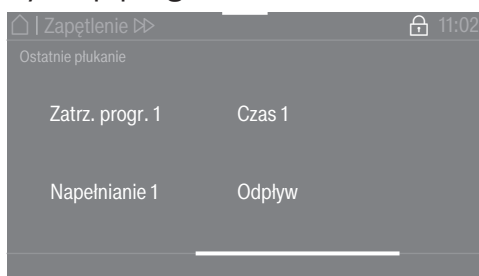 | Zapętlenie 11:02
Ostatnie płukanie
Zatrz. progr. 1 Czas 1
Napełnianie 1 Odpływ